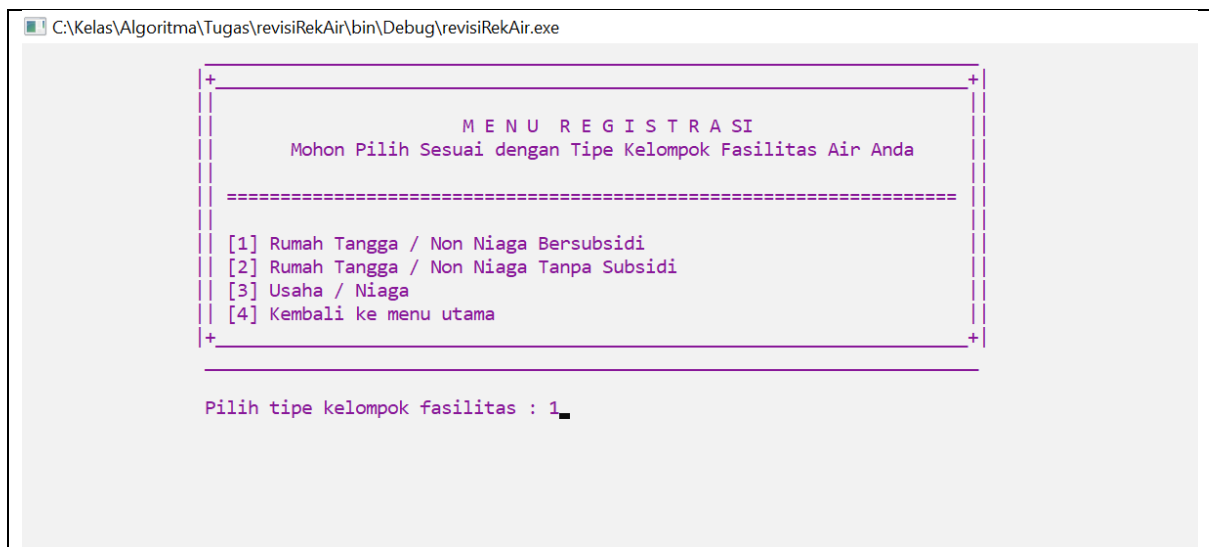 C:\Kelas\Algoritma\Tugas\revisiRekAir\bin\Debug\revisiRekAir.exe
M E N U  R E G I S T R A SI
Mohon Pilih Sesuai dengan Tipe Kelompok Fasilitas Air Anda
[1] Rumah Tangga / Non Niaga Bersubsidi
[2] Rumah Tangga / Non Niaga Tanpa Subsidi
[3] Usaha / Niaga
[4] Kembali ke menu utama
Pilih tipe kelompok fasilitas : 1